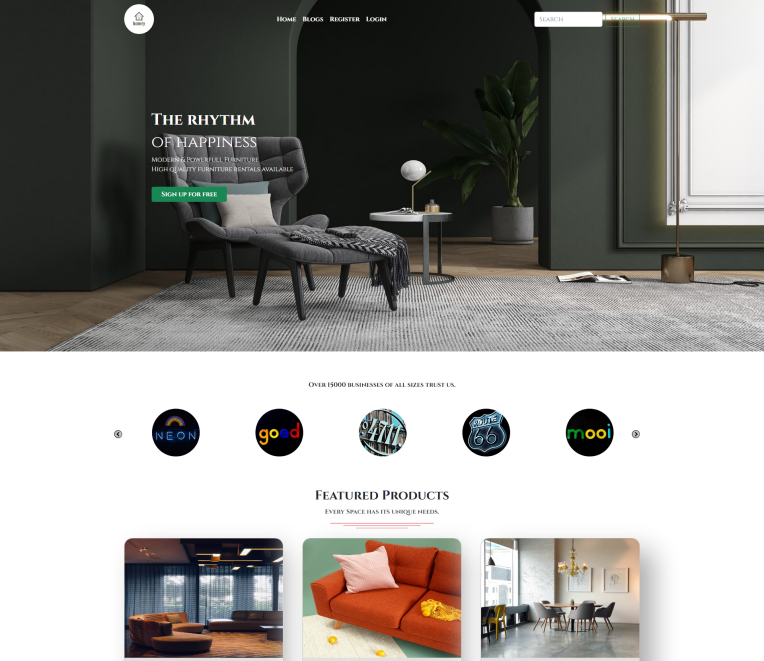 homely
Home Blogs Register Login
Search
Search
The rhythm
of happiness
Modern & Powerfull Furniture
High quality furniture rentals available
Sign up for free
Over 15000 businesses of all sizes trust us.
NEON
good
ROUTE
66
mooi
Featured Products
Every Space has its unique needs.